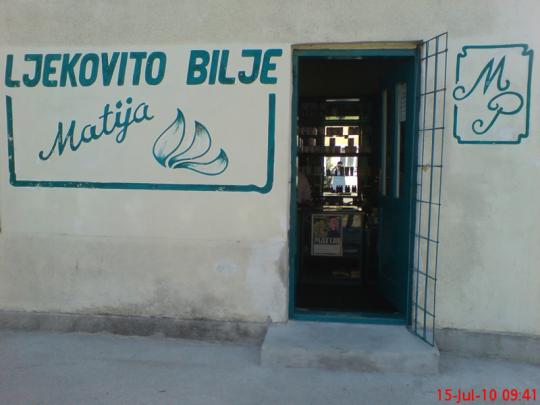 LJEKOVITO BILJE
Matija
MP
15-Jul-10 09:41